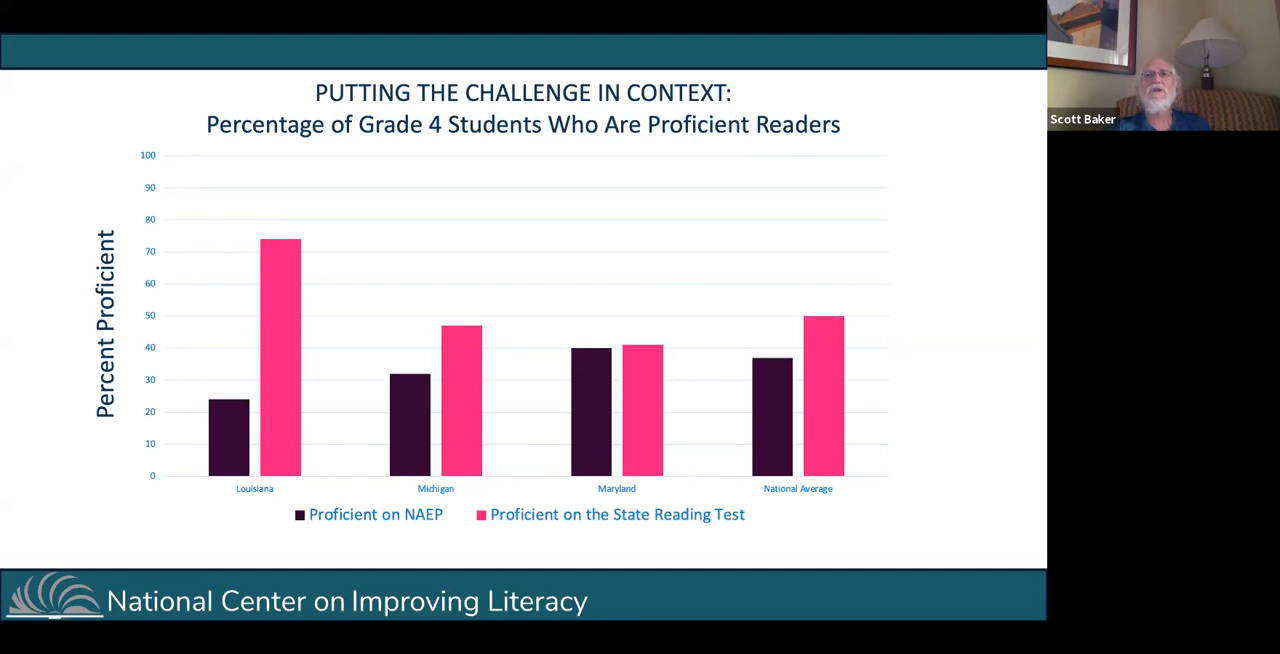 PUTTING THE CHALLENGE IN CONTEXT:
Percentage of Grade 4 Students Who Are Proficient Readers
Scott Baker
Percent Proficient
100
90
80
70
60
50
40
30
20
10
0
Louisiana
Michigan
Maryland
National Average
Proficient on NAEP
Proficient on the State Reading Test
National Center on Improving Literacy